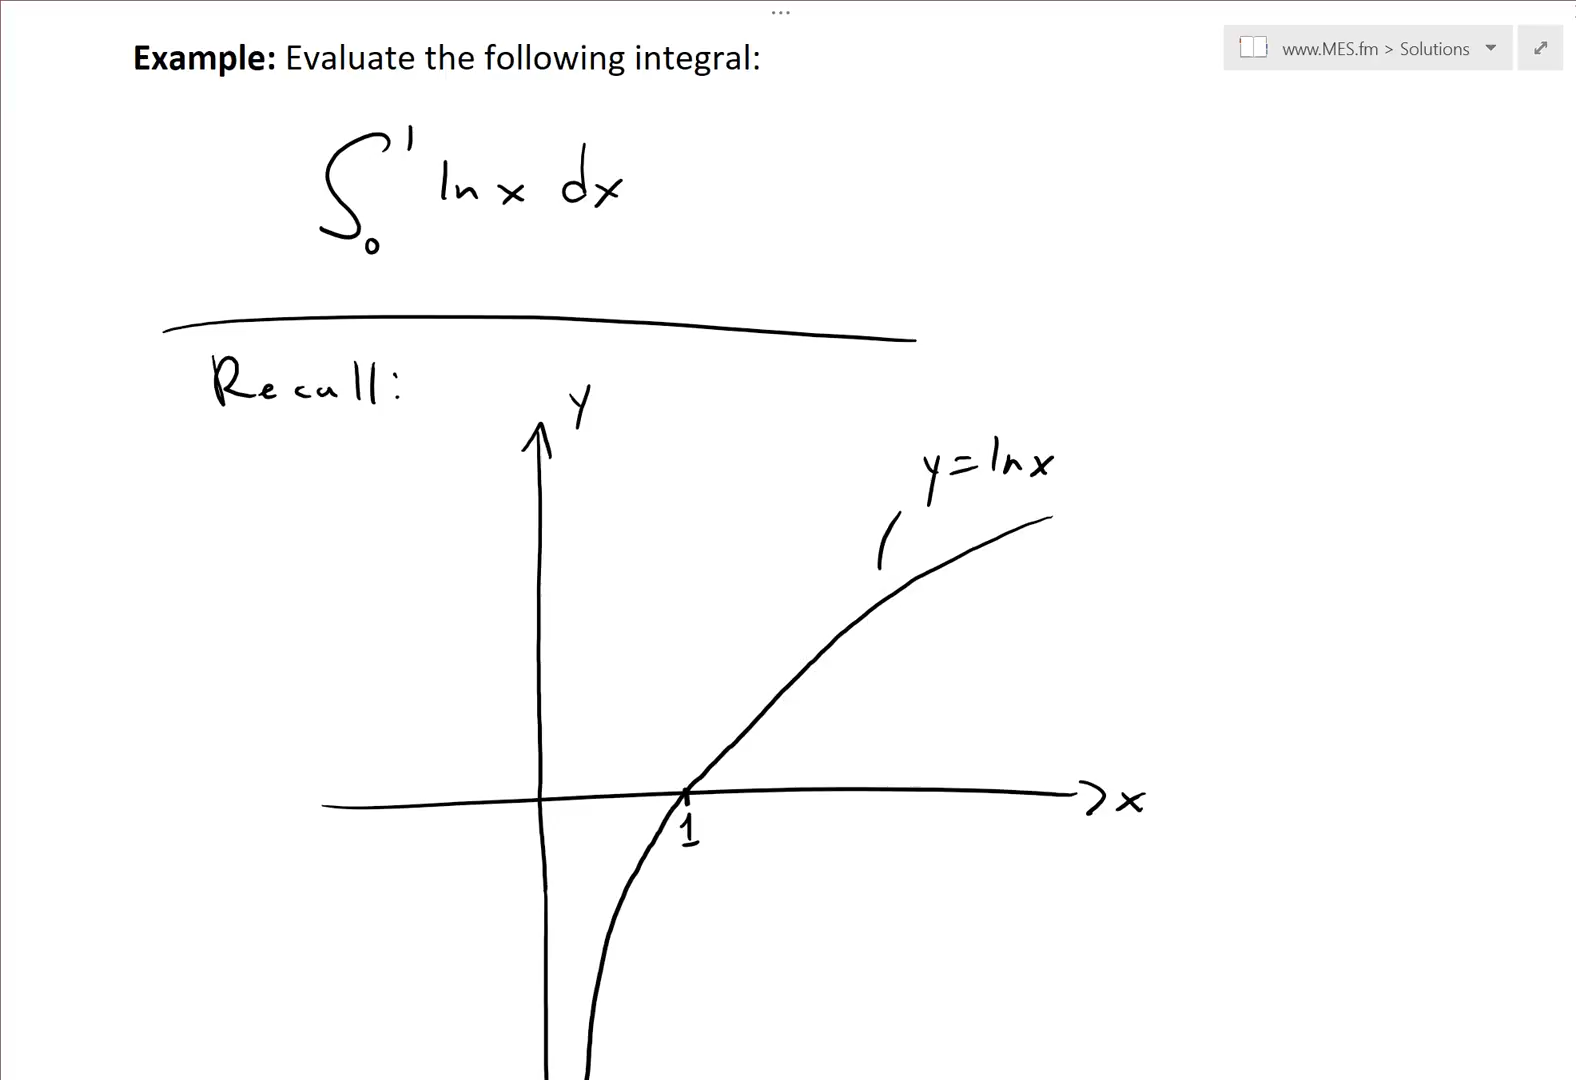 ...
www.MES.fm > Solutions
Example: Evaluate the following integral:
∫₀¹ ln x dx
Recall:
y
y = ln x
1
x